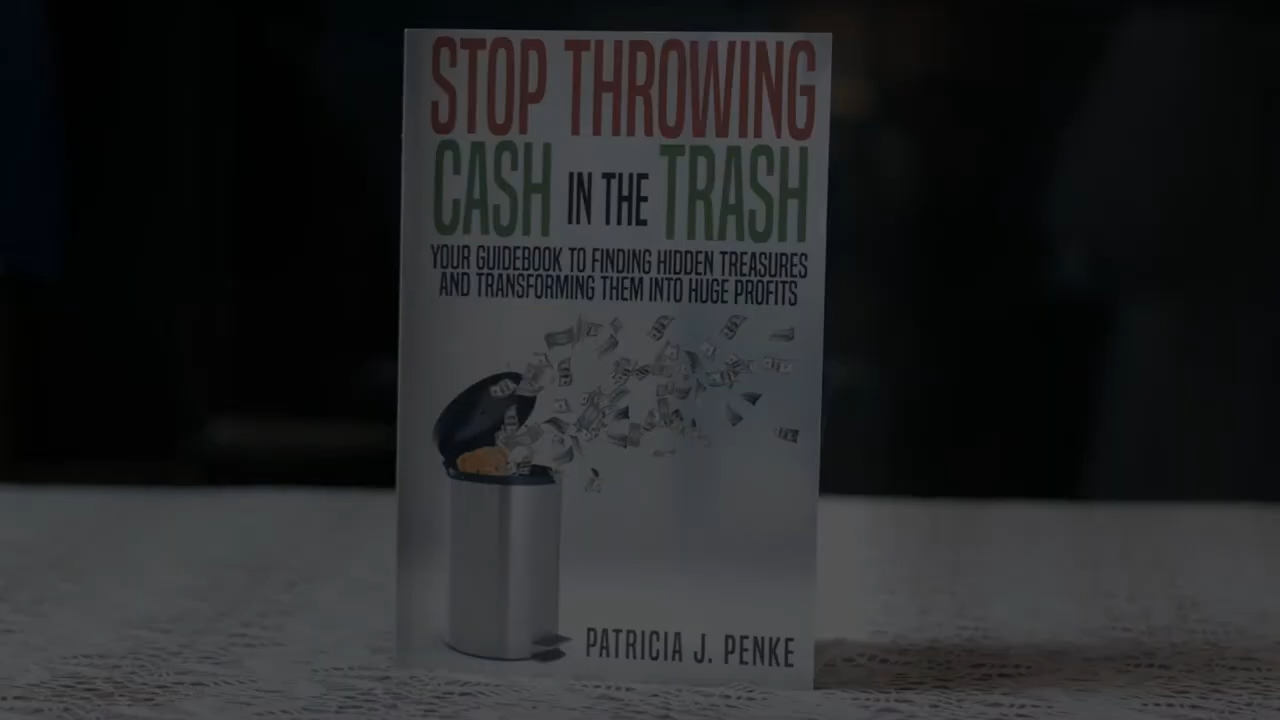 STOP THROWING
CASH IN THE TRASH
YOUR GUIDEBOOK TO FINDING HIDDEN TREASURES
AND TRANSFORMING THEM INTO HUGE PROFITS
PATRICIA J. PENKE